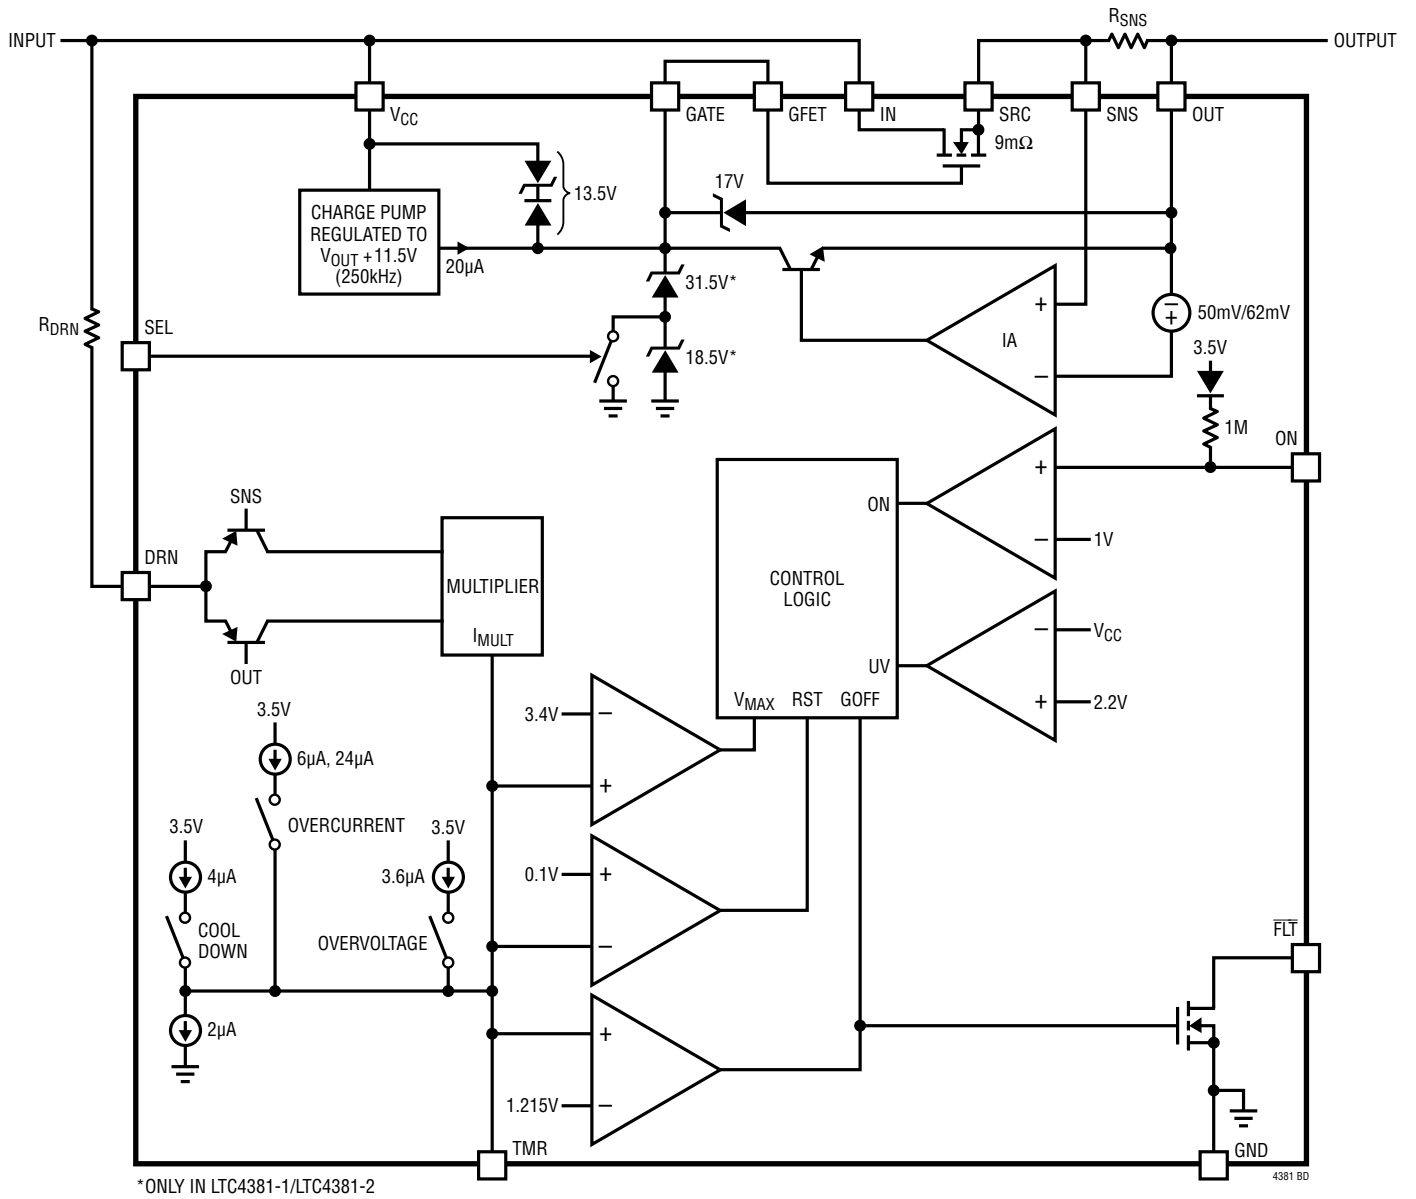 INPUT
RSNS
OUTPUT
VCC
GATE
GFET
IN
SRC
SNS
OUT
9mΩ
17V
13.5V
CHARGE PUMP
REGULATED TO
VOUT +11.5V
(250kHz)
20µA
31.5V*
18.5V*
RDRN
SEL
+
IA
–
–
+
50mV/62mV
3.5V
1M
ON
+
–
1V
ON
CONTROL
LOGIC
UV
VMAX
RST
GOFF
–
VCC
+
2.2V
SNS
DRN
OUT
MULTIPLIER
IMULT
3.4V
–
+
3.5V
6µA, 24µA
OVERCURRENT
3.5V
4µA
COOL
DOWN
3.5V
3.6µA
OVERVOLTAGE
0.1V
+
–
2µA
+
1.215V
–
FLT
TMR
GND
4381 BD
*ONLY IN LTC4381-1/LTC4381-2